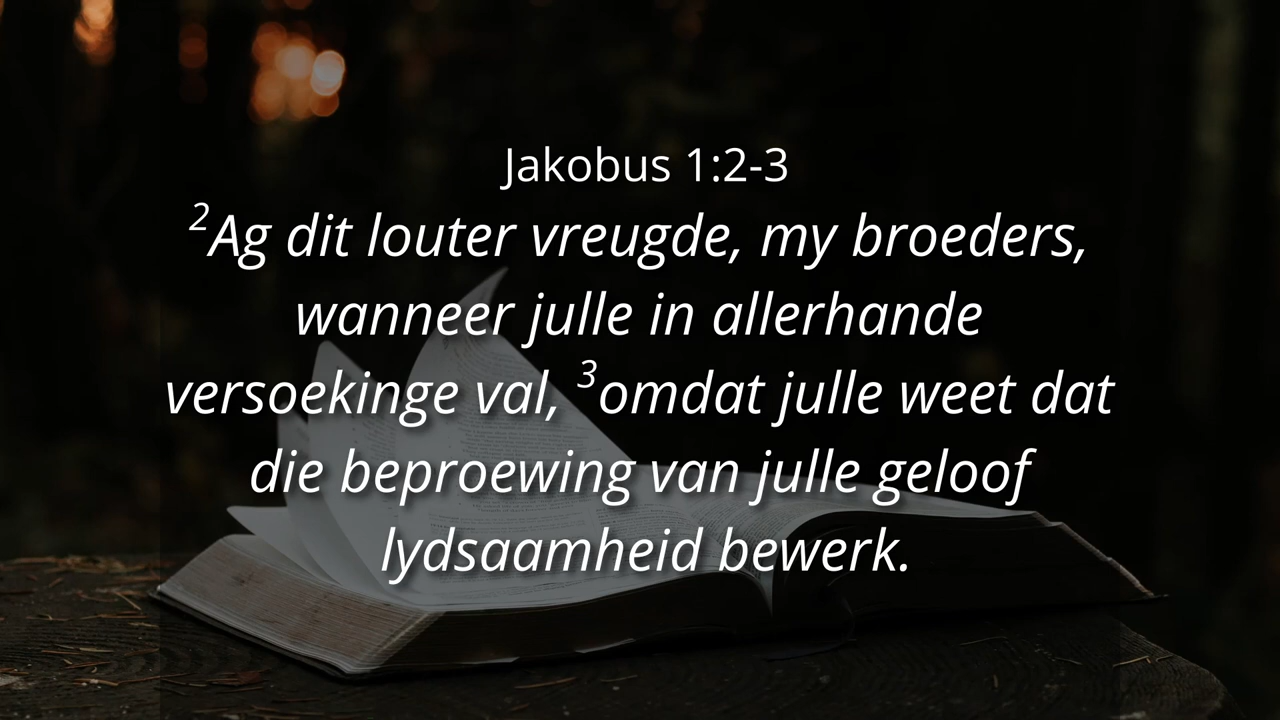 Jakobus 1:2-3
²Ag dit louter vreugde, my broeders,
wanneer julle in allerhande
versoekinge val, ³omdat julle weet dat
die beproewing van julle geloof
lydsaamheid bewerk.